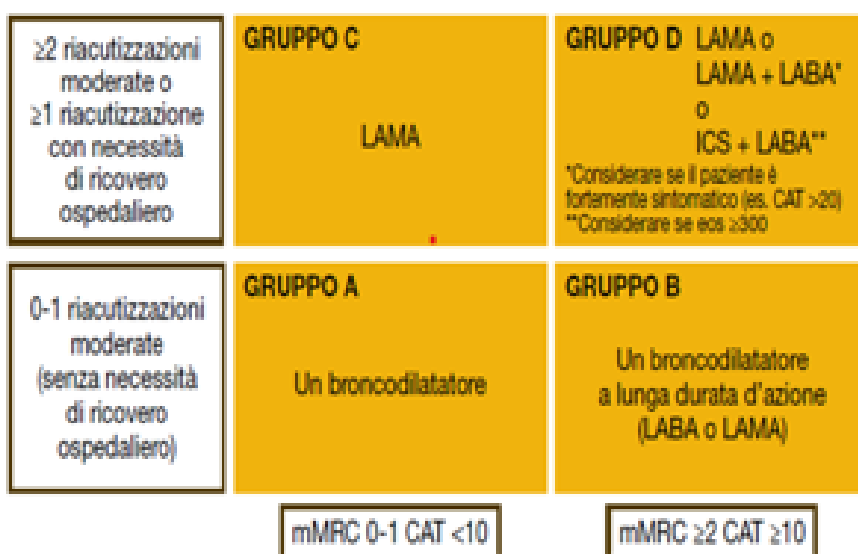 ≥2 riacutizzazioni
moderate o
≥1 riacutizzazione
con necessità
di ricovero
ospedaliero
GRUPPO C
LAMA
GRUPPO D LAMA o
LAMA + LABA*
o
ICS + LABA**
*Considerare se il paziente è
fortemente sintomatico (es. CAT >20)
**Considerare se eos ≥300
0-1 riacutizzazioni
moderate
(senza necessità
di ricovero
ospedaliero)
GRUPPO A
Un broncodilatatore
GRUPPO B
Un broncodilatatore
a lunga durata d'azione
(LABA o LAMA)
mMRC 0-1 CAT <10
mMRC ≥2 CAT ≥10